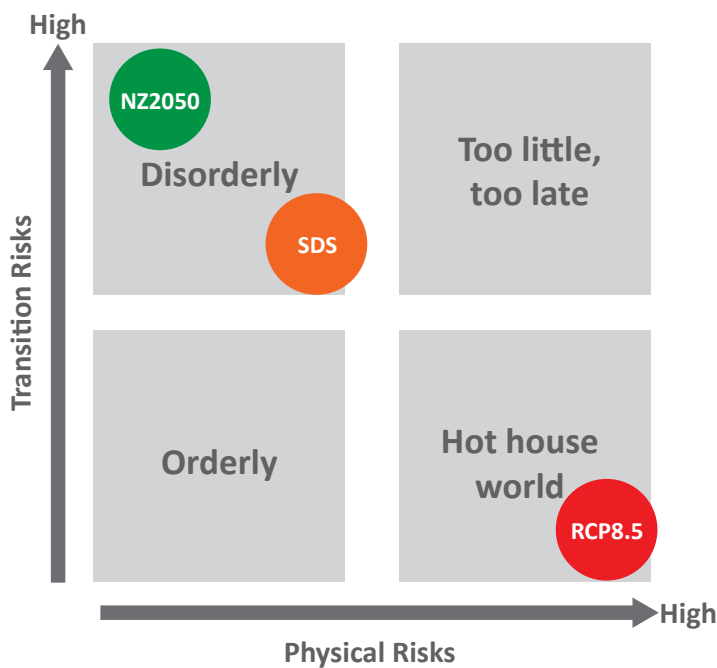 High
NZ2050
Disorderly
SDS
Too little,
too late
Transition Risks
Orderly
Hot house
world
RCP8.5
High
Physical Risks